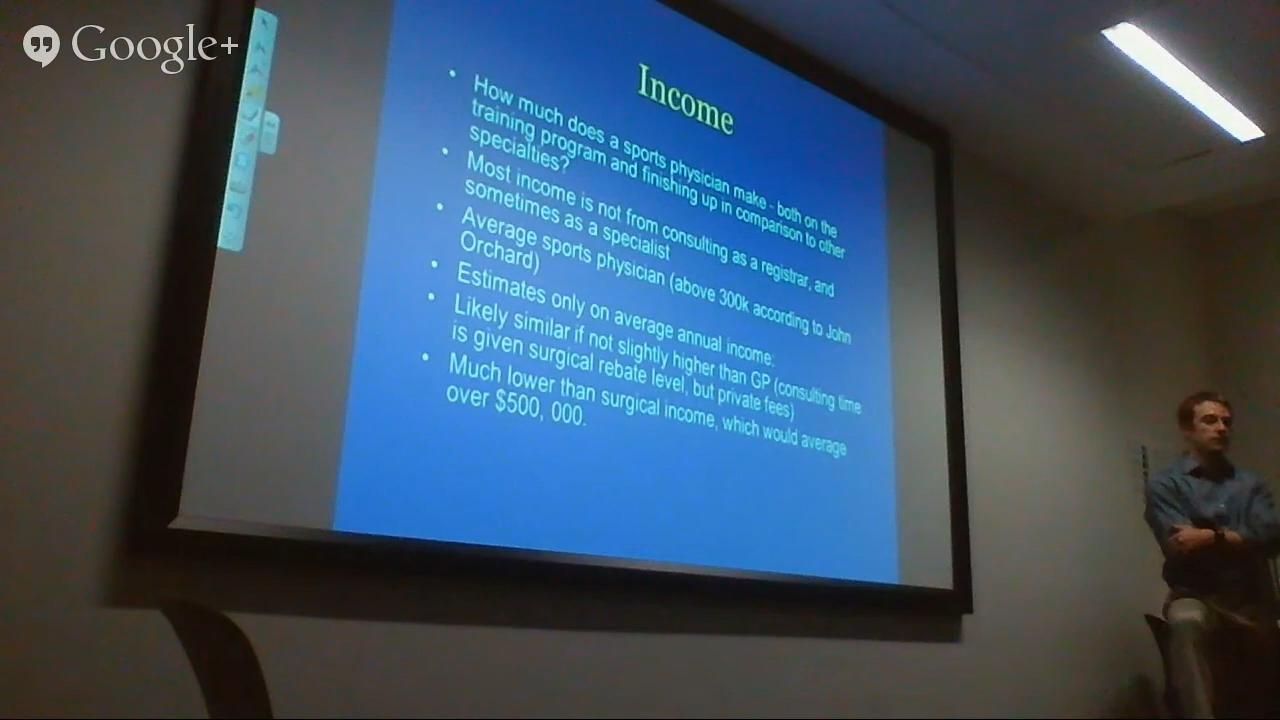 Google+
Income
How much does a sports physician make - both on the
training program and finishing up in comparison to other
specialties?
Most income is not from consulting as a registrar, and
sometimes as a specialist
Average sports physician (above 300k according to John
Orchard)
Estimates only on average annual income:
Likely similar if not slightly higher than GP (consulting time
is given surgical rebate level, but private fees)
Much lower than surgical income, which would average
over $500, 000.